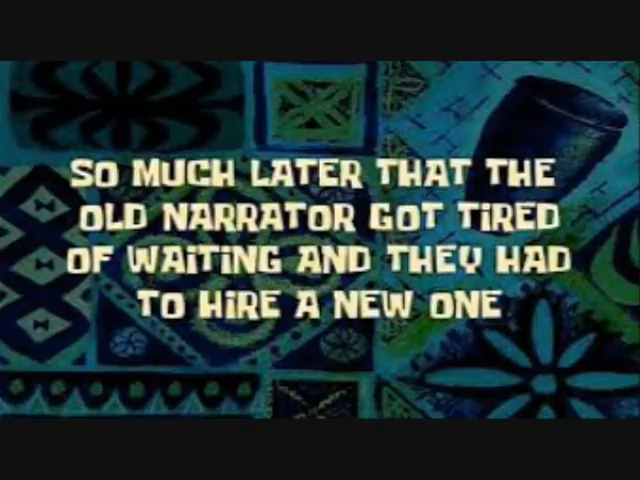 SO MUCH LATER THAT THE
OLD NARRATOR GOT TIRED
OF WAITING AND THEY HAD
TO HIRE A NEW ONE